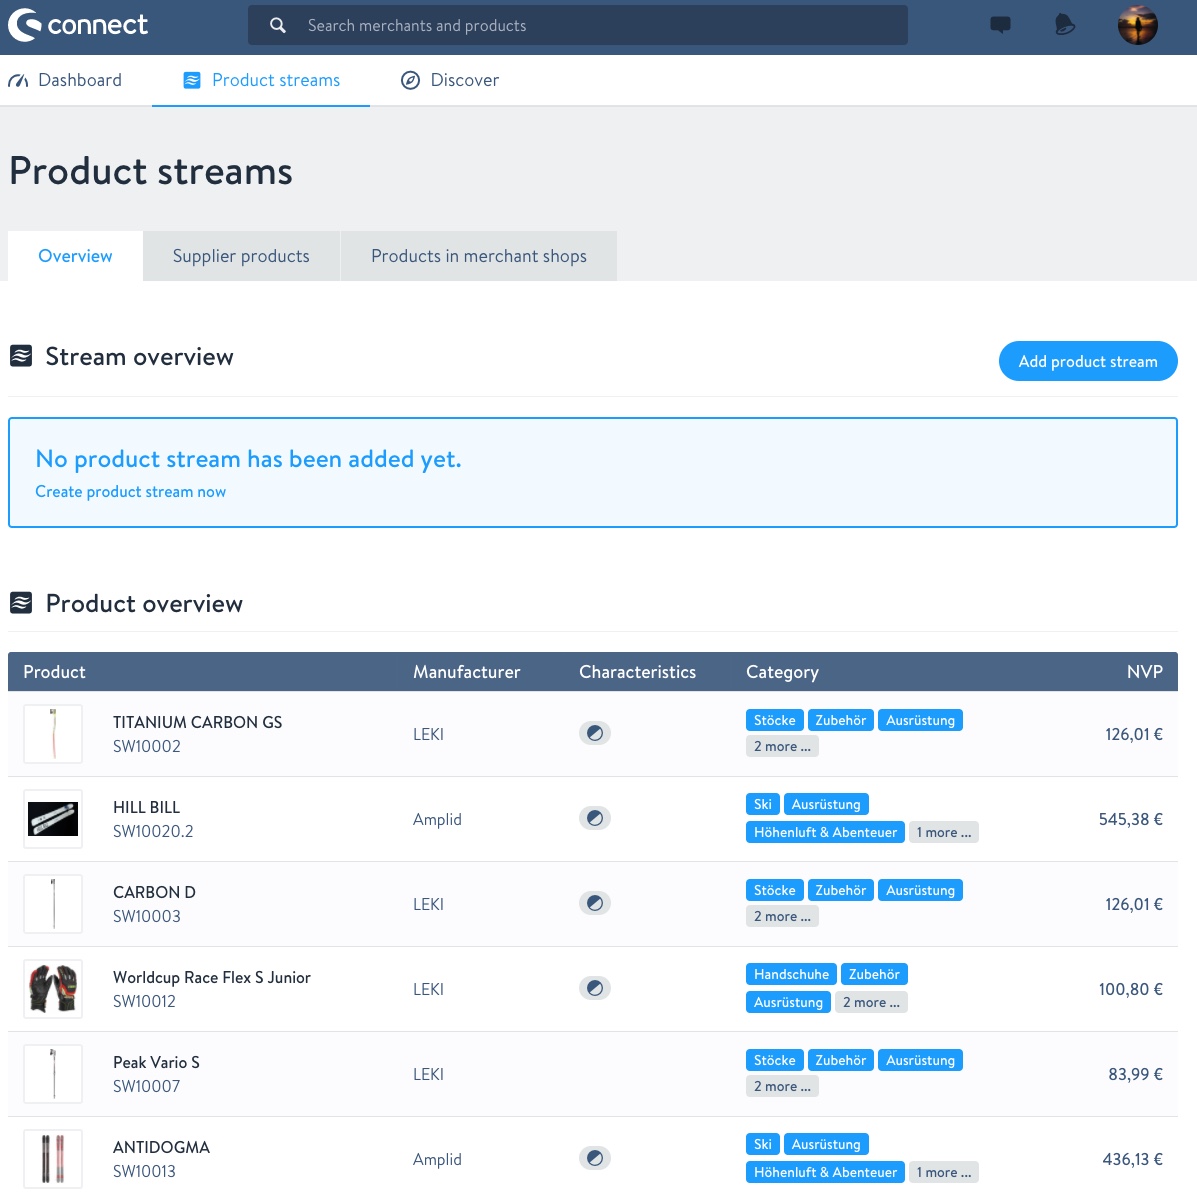 connect
Search merchants and products
Dashboard
Product streams
Discover
Product streams
Overview
Supplier products
Products in merchant shops
Stream overview
Add product stream
No product stream has been added yet.
Create product stream now
Product overview
Product Manufacturer Characteristics Category NVP
TITANIUM CARBON GS
SW10002
LEKI
Stöcke Zubehör Ausrüstung
2 more ...
126,01 €
HILL BILL
SW10020.2
Amplid
Ski Ausrüstung
Höhenluft & Abenteuer 1 more ...
545,38 €
CARBON D
SW10003
LEKI
Stöcke Zubehör Ausrüstung
2 more ...
126,01 €
Worldcup Race Flex S Junior
SW10012
LEKI
Handschuhe Zubehör
Ausrüstung 2 more ...
100,80 €
Peak Vario S
SW10007
LEKI
Stöcke Zubehör Ausrüstung
2 more ...
83,99 €
ANTIDOGMA
SW10013
Amplid
Ski Ausrüstung
Höhenluft & Abenteuer 1 more ...
436,13 €